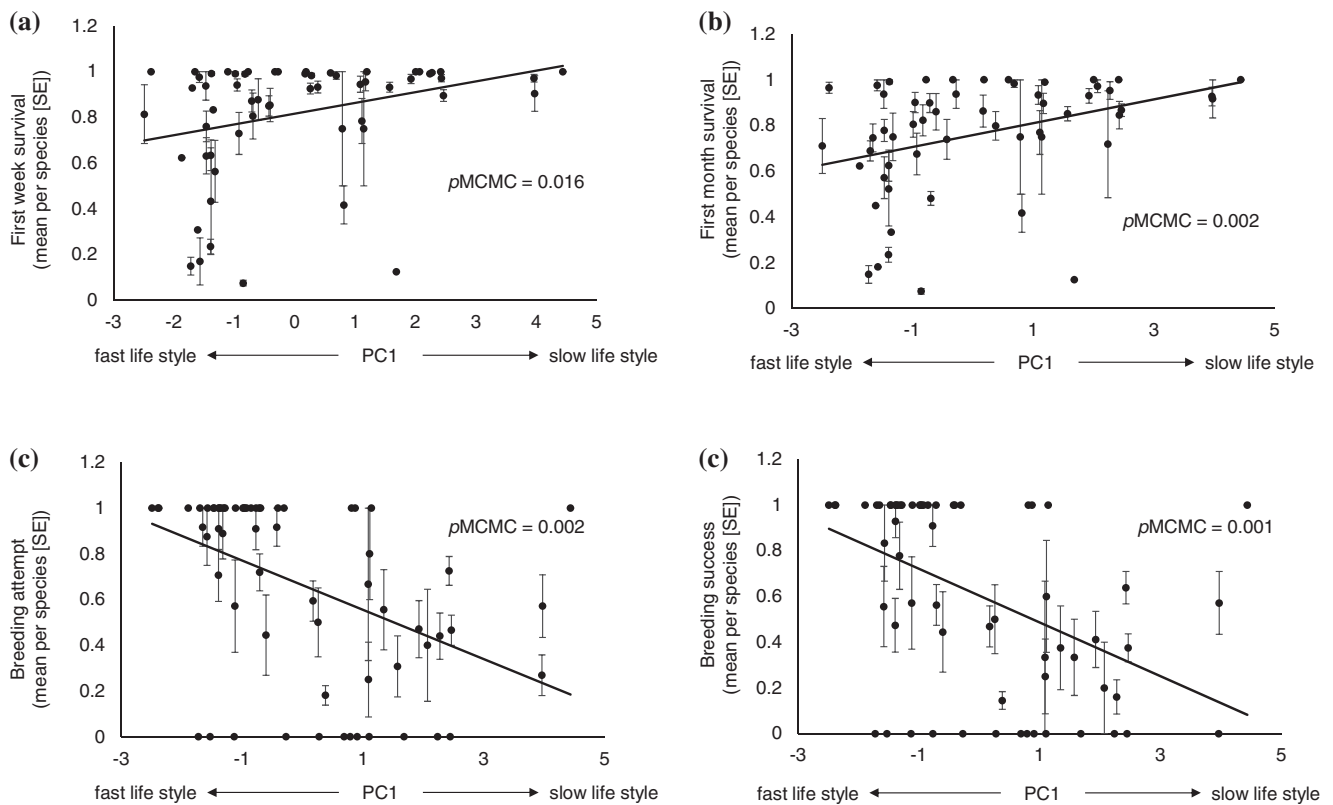 (a)
First week survival
(mean per species [SE])
1.2
1
0.8
0.6
0.4
0.2
0
pMCMC = 0.016
-3 -2 -1 0 1 2 3 4 5
fast life style PC1 slow life style
(b)
First month survival
(mean per species [SE])
1.2
1
0.8
0.6
0.4
0.2
0
pMCMC = 0.002
-3 -1 1 3 5
fast life style PC1 slow life style
(c)
Breeding attempt
(mean per species [SE])
1.2
1
0.8
0.6
0.4
0.2
0
pMCMC = 0.002
-3 -1 1 3 5
fast life style PC1 slow life style
(c)
Breeding success
(mean per species [SE])
1.2
1
0.8
0.6
0.4
0.2
0
pMCMC = 0.001
-3 -1 1 3 5
fast life style PC1 slow life style